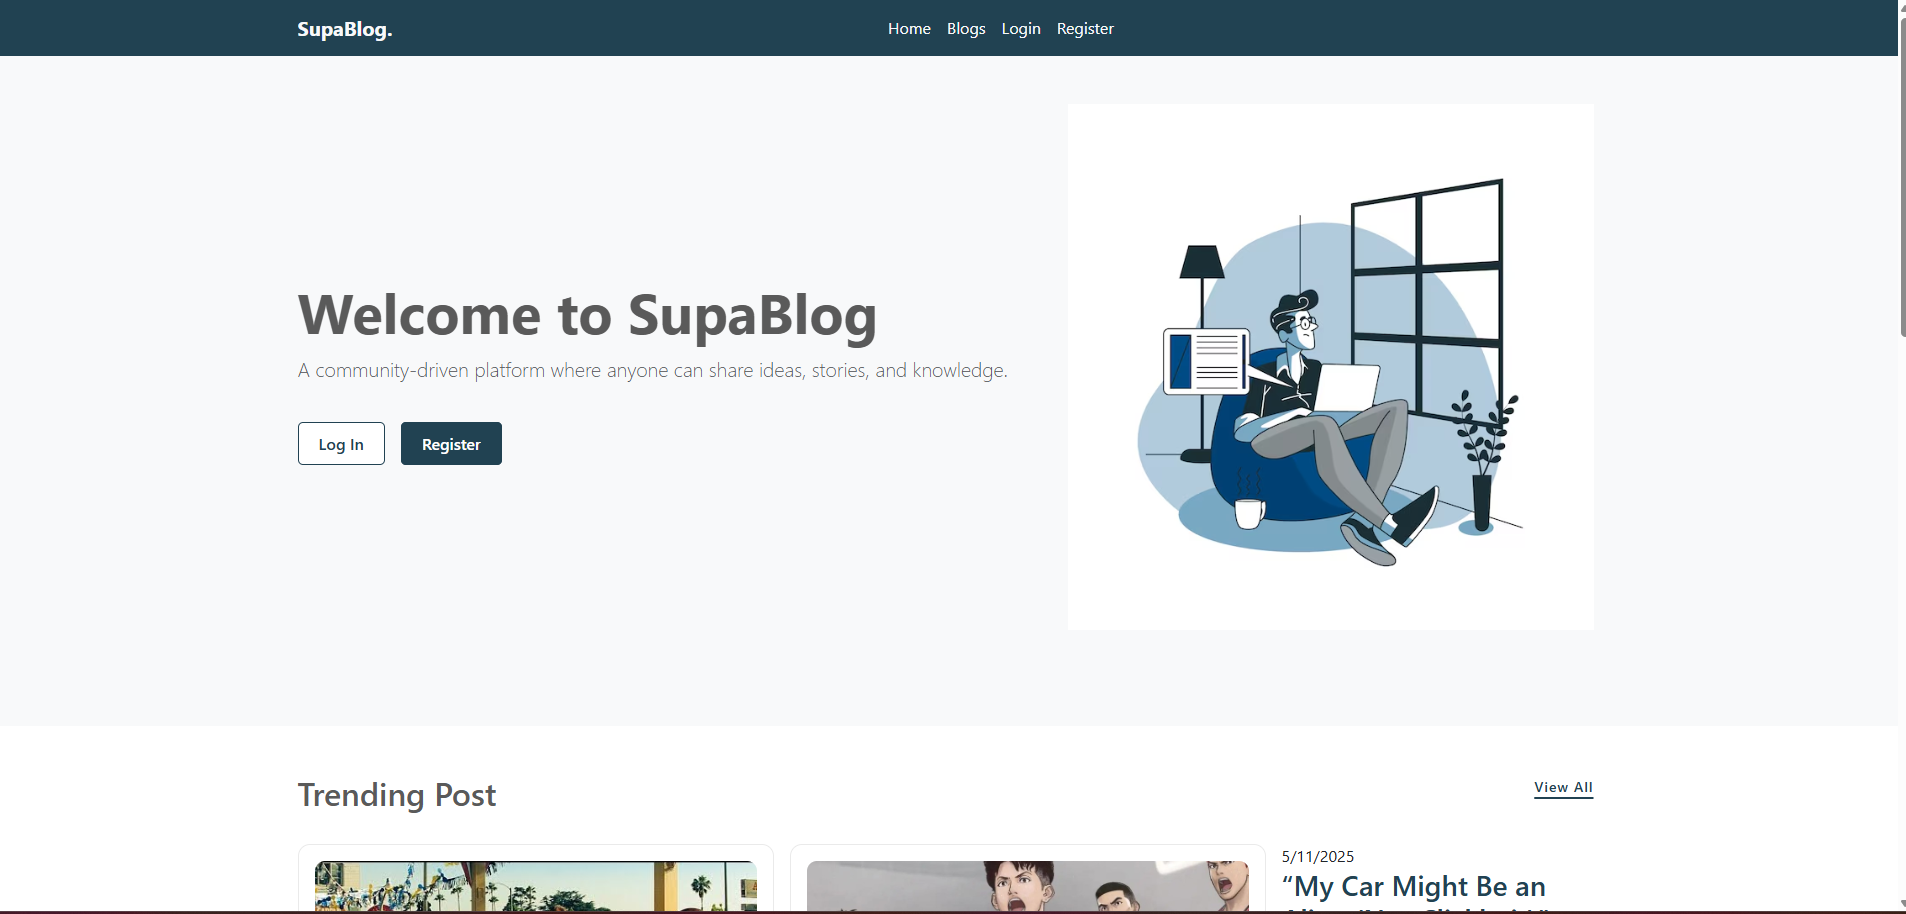 SupaBlog.
Home Blogs Login Register
Welcome to SupaBlog
A community-driven platform where anyone can share ideas, stories, and knowledge.
Log In Register
Trending Post
View All
5/11/2025
“My Car Might Be an